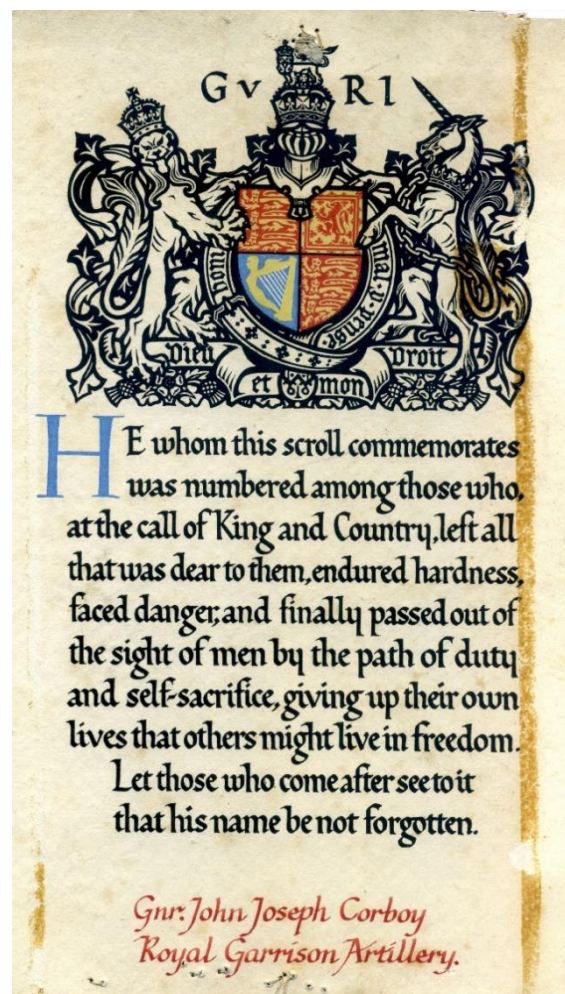 G v R I
honi
ma·y·pense·
Dieu
et mon
Droit
HE whom this scroll commemorates
was numbered among those who,
at the call of King and Country, left all
that was dear to them, endured hardness,
faced danger, and finally passed out of
the sight of men by the path of duty
and self-sacrifice, giving up their own
lives that others might live in freedom.
Let those who come after see to it
that his name be not forgotten.
Gnr. John Joseph Corboy
Royal Garrison Artillery.